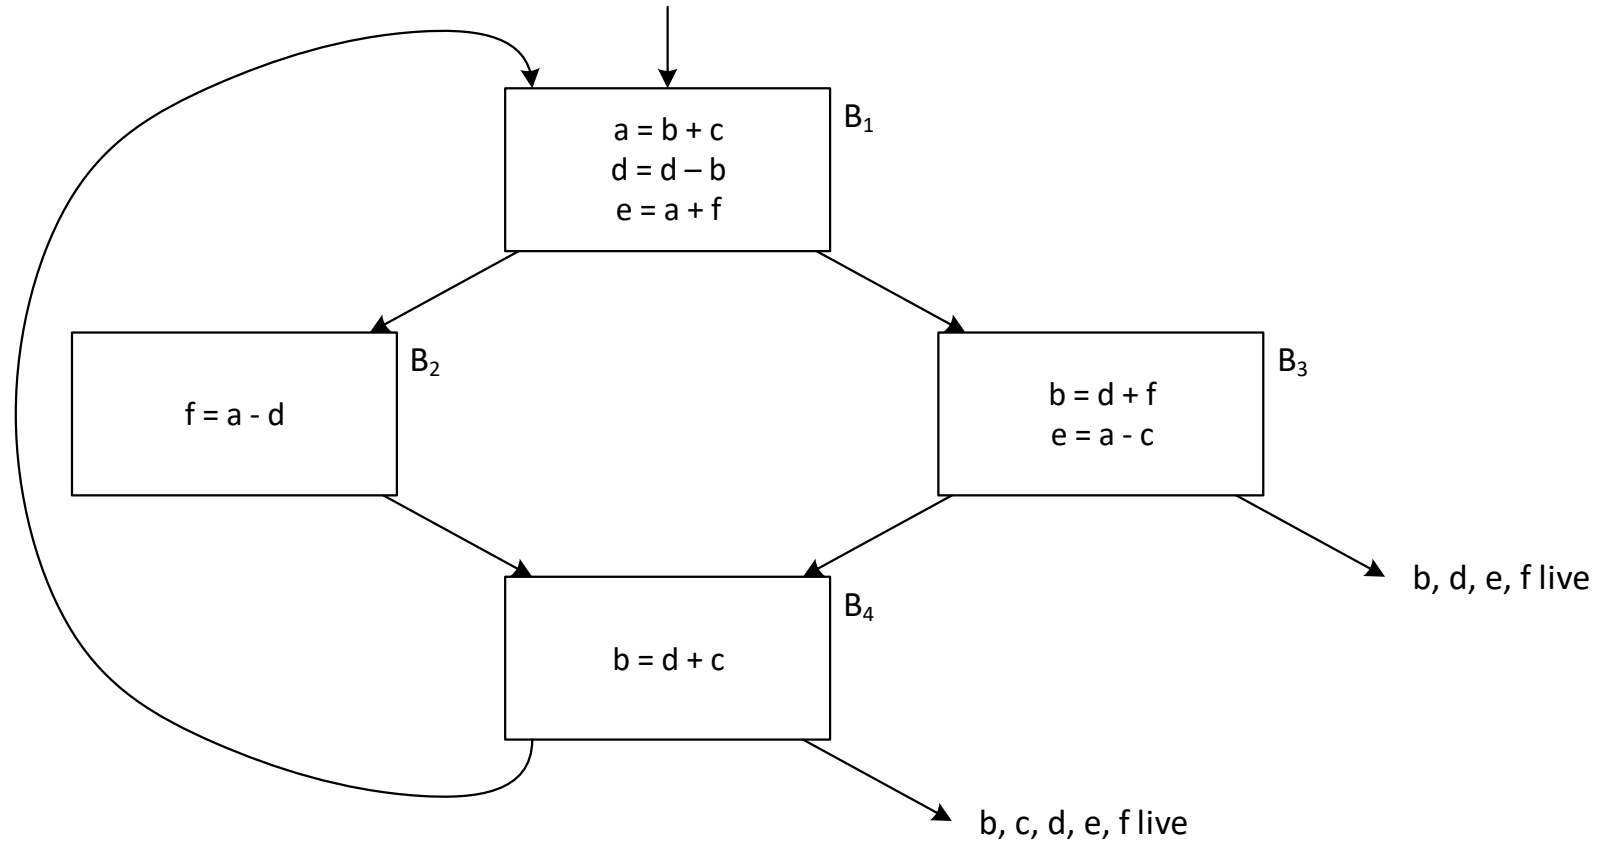 B₁
a = b + c
d = d – b
e = a + f
B₂
f = a - d
B₃
b = d + f
e = a - c
b, d, e, f live
B₄
b = d + c
b, c, d, e, f live